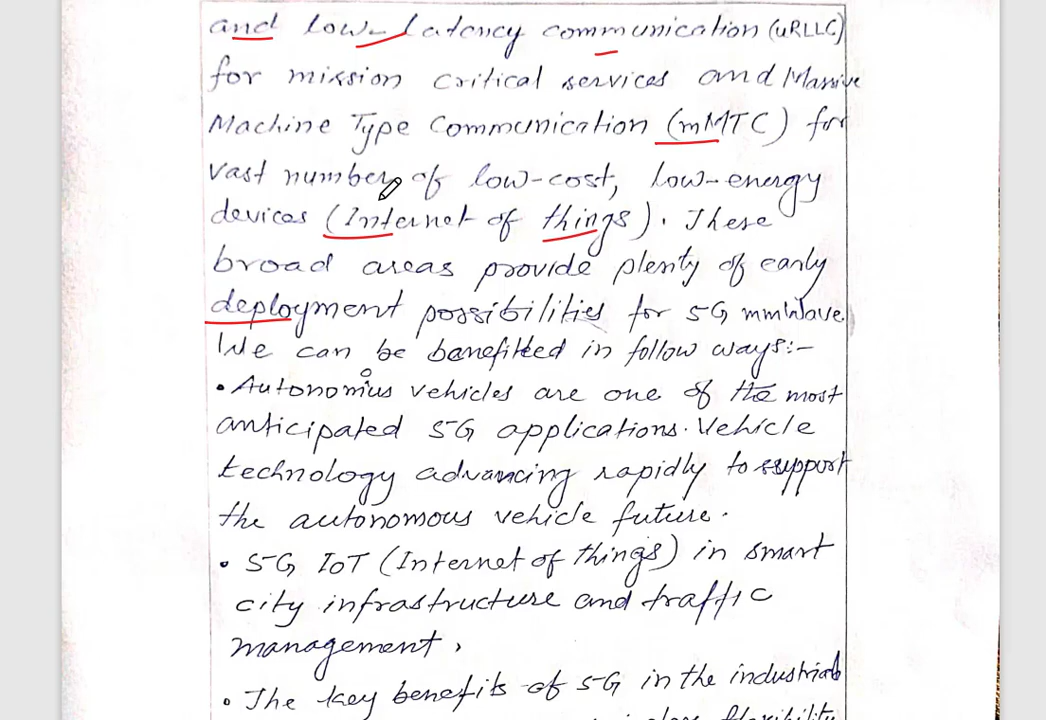 and low-latency communication (uRLLC)
for mission critical services and Massive
Machine Type Communication (mMTC) for
vast number of low-cost, low-energy
devices (Internet of things). These
broad areas provide plenty of early
deployment possibilities for 5G mmWave
We can be banefitted in follow ways:-
• Autonomous vehicles are one of the most
anticipated 5G applications. Vehicle
technology advancing rapidly to support
the autonomous vehicle future.
• 5G IoT (Internet of things) in smart
city infrastructure and traffic
management,
• The key benefits of 5G in the industrial
flexibility